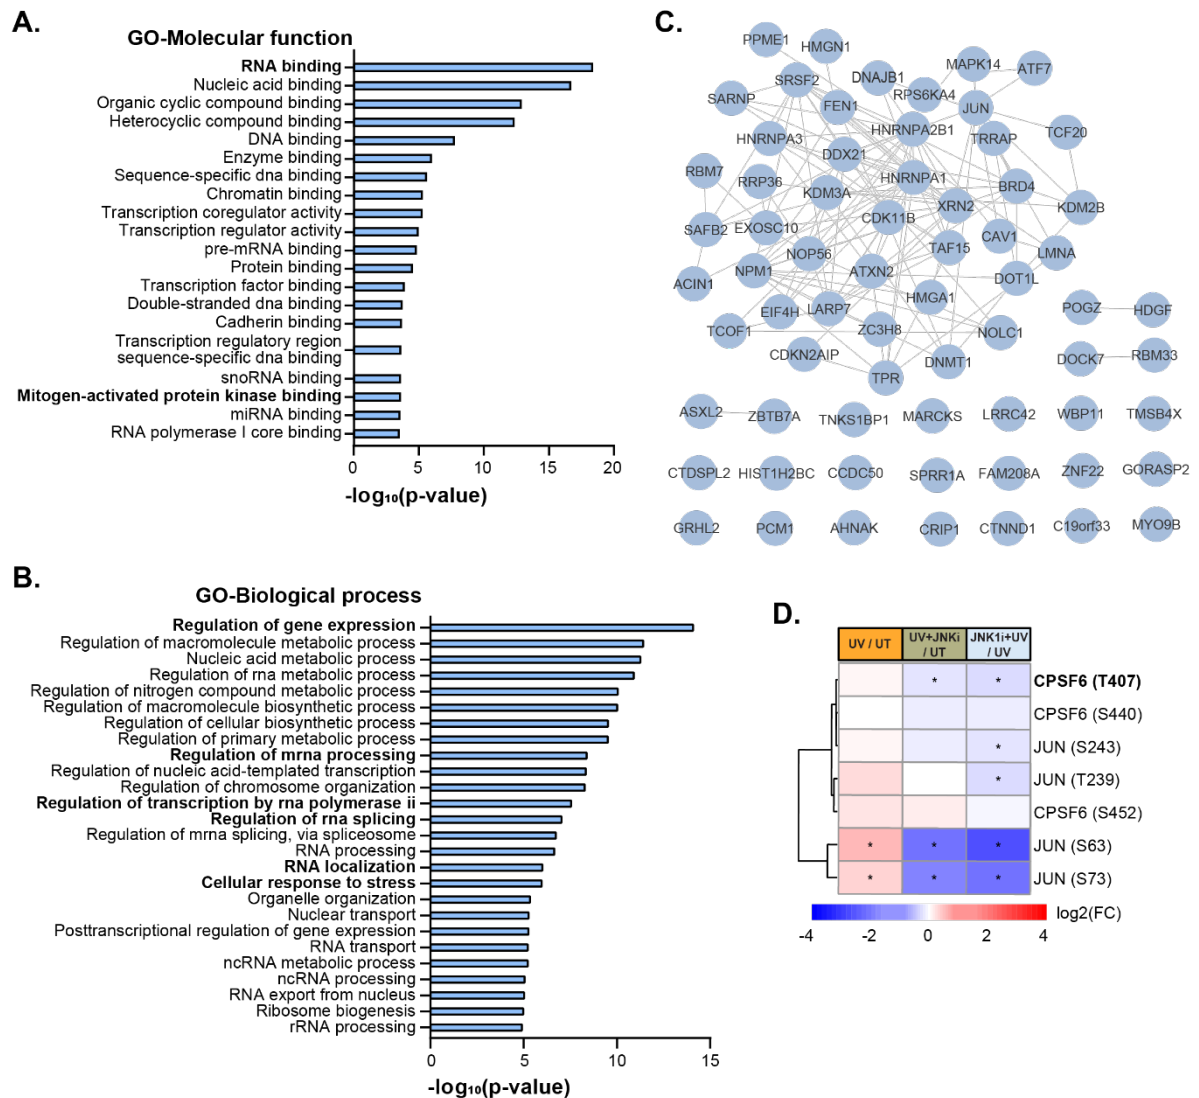 A.
GO-Molecular function
RNA binding
Nucleic acid binding
Organic cyclic compound binding
Heterocyclic compound binding
DNA binding
Enzyme binding
Sequence-specific dna binding
Chromatin binding
Transcription coregulator activity
Transcription regulator activity
pre-mRNA binding
Protein binding
Transcription factor binding
Double-stranded dna binding
Cadherin binding
Transcription regulatory region
sequence-specific dna binding
snoRNA binding
Mitogen-activated protein kinase binding
miRNA binding
RNA polymerase I core binding
0 5 10 15 20
-log₁₀(p-value)
B.
GO-Biological process
Regulation of gene expression
Regulation of macromolecule metabolic process
Nucleic acid metabolic process
Regulation of rna metabolic process
Regulation of nitrogen compound metabolic process
Regulation of macromolecule biosynthetic process
Regulation of cellular biosynthetic process
Regulation of primary metabolic process
Regulation of mrna processing
Regulation of nucleic acid-templated transcription
Regulation of chromosome organization
Regulation of transcription by rna polymerase ii
Regulation of rna splicing
Regulation of mrna splicing, via spliceosome
RNA processing
RNA localization
Cellular response to stress
Organelle organization
Nuclear transport
Posttranscriptional regulation of gene expression
RNA transport
ncRNA metabolic process
ncRNA processing
RNA export from nucleus
Ribosome biogenesis
rRNA processing
0 5 10 15
-log₁₀(p-value)
C.
PPME1
HMGN1
MAPK14
ATF7
SRSF2
DNAJB1
SARNP
FEN1
RPS6KA4
JUN
HNRNPA2B1
TCF20
HNRNPA3
TRRAP
DDX21
RBM7
RRP36
KDM3A
HNRNPA1
BRD4
XRN2
KDM2B
SAFB2
EXOSC10
CDK11B
CAV1
NOP56
TAF15
LMNA
ACIN1
NPM1
ATXN2
DOT1L
HMGA1
POGZ
HDGF
TCOF1
EIF4H
LARP7
ZC3H8
NOLC1
CDKN2AIP
DNMT1
DOCK7
RBM33
TPR
ASXL2
ZBTB7A
TNKS1BP1
MARCKS
LRRC42
WBP11
TMSB4X
CTDSPL2
HIST1H2BC
CCDC50
SPRR1A
FAM208A
ZNF22
GORASP2
GRHL2
PCM1
AHNAK
CRIP1
CTNND1
C19orf33
MYO9B
D.
UV / UT
UV+JNKi
/ UT
JNK1i+UV
/ UV
* * CPSF6 (T407)
CPSF6 (S440)
* JUN (S243)
* JUN (T239)
CPSF6 (S452)
* * * JUN (S63)
* * * JUN (S73)
log2(FC)
-4 -2 0 2 4